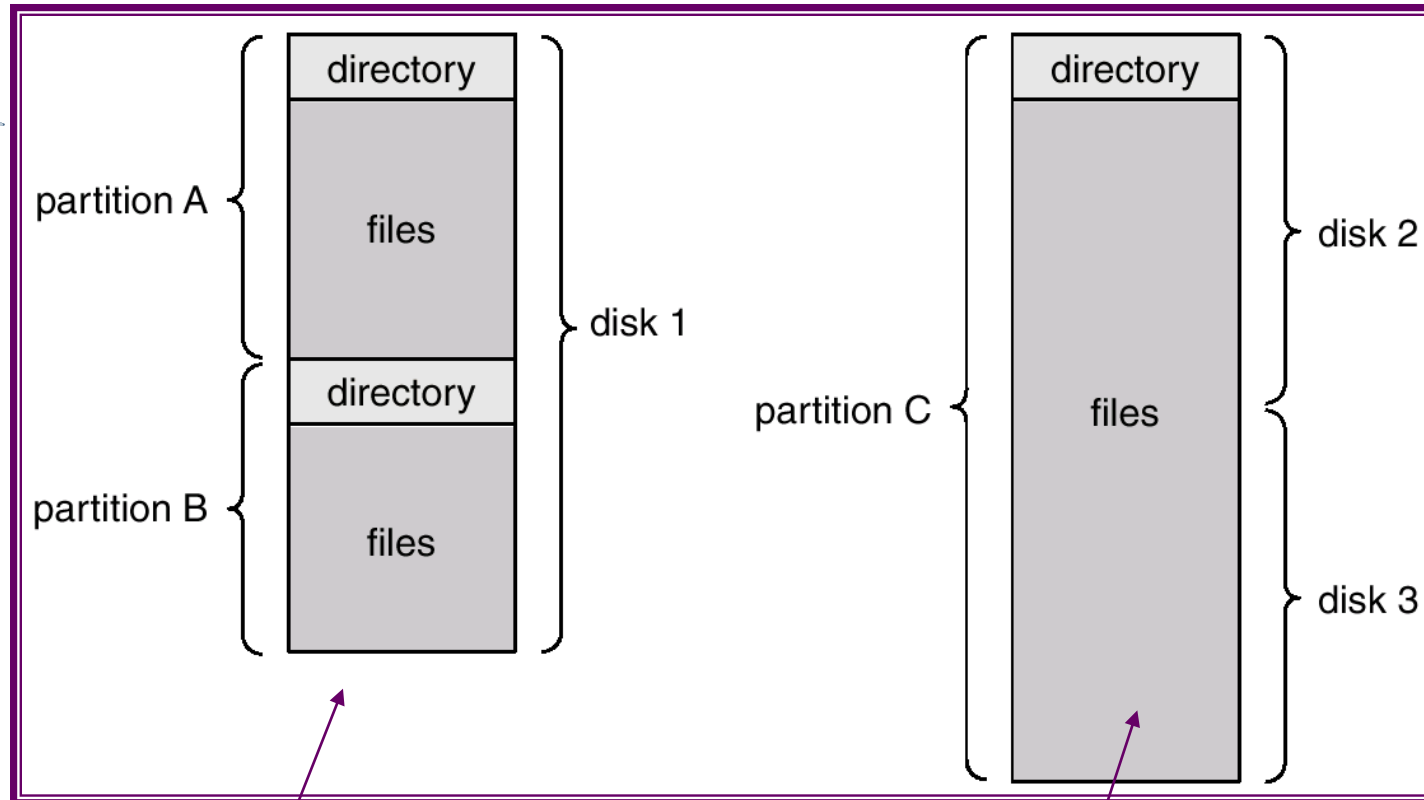 directory
partition A
files
disk 1
directory
partition B
files
directory
disk 2
partition C
files
disk 3